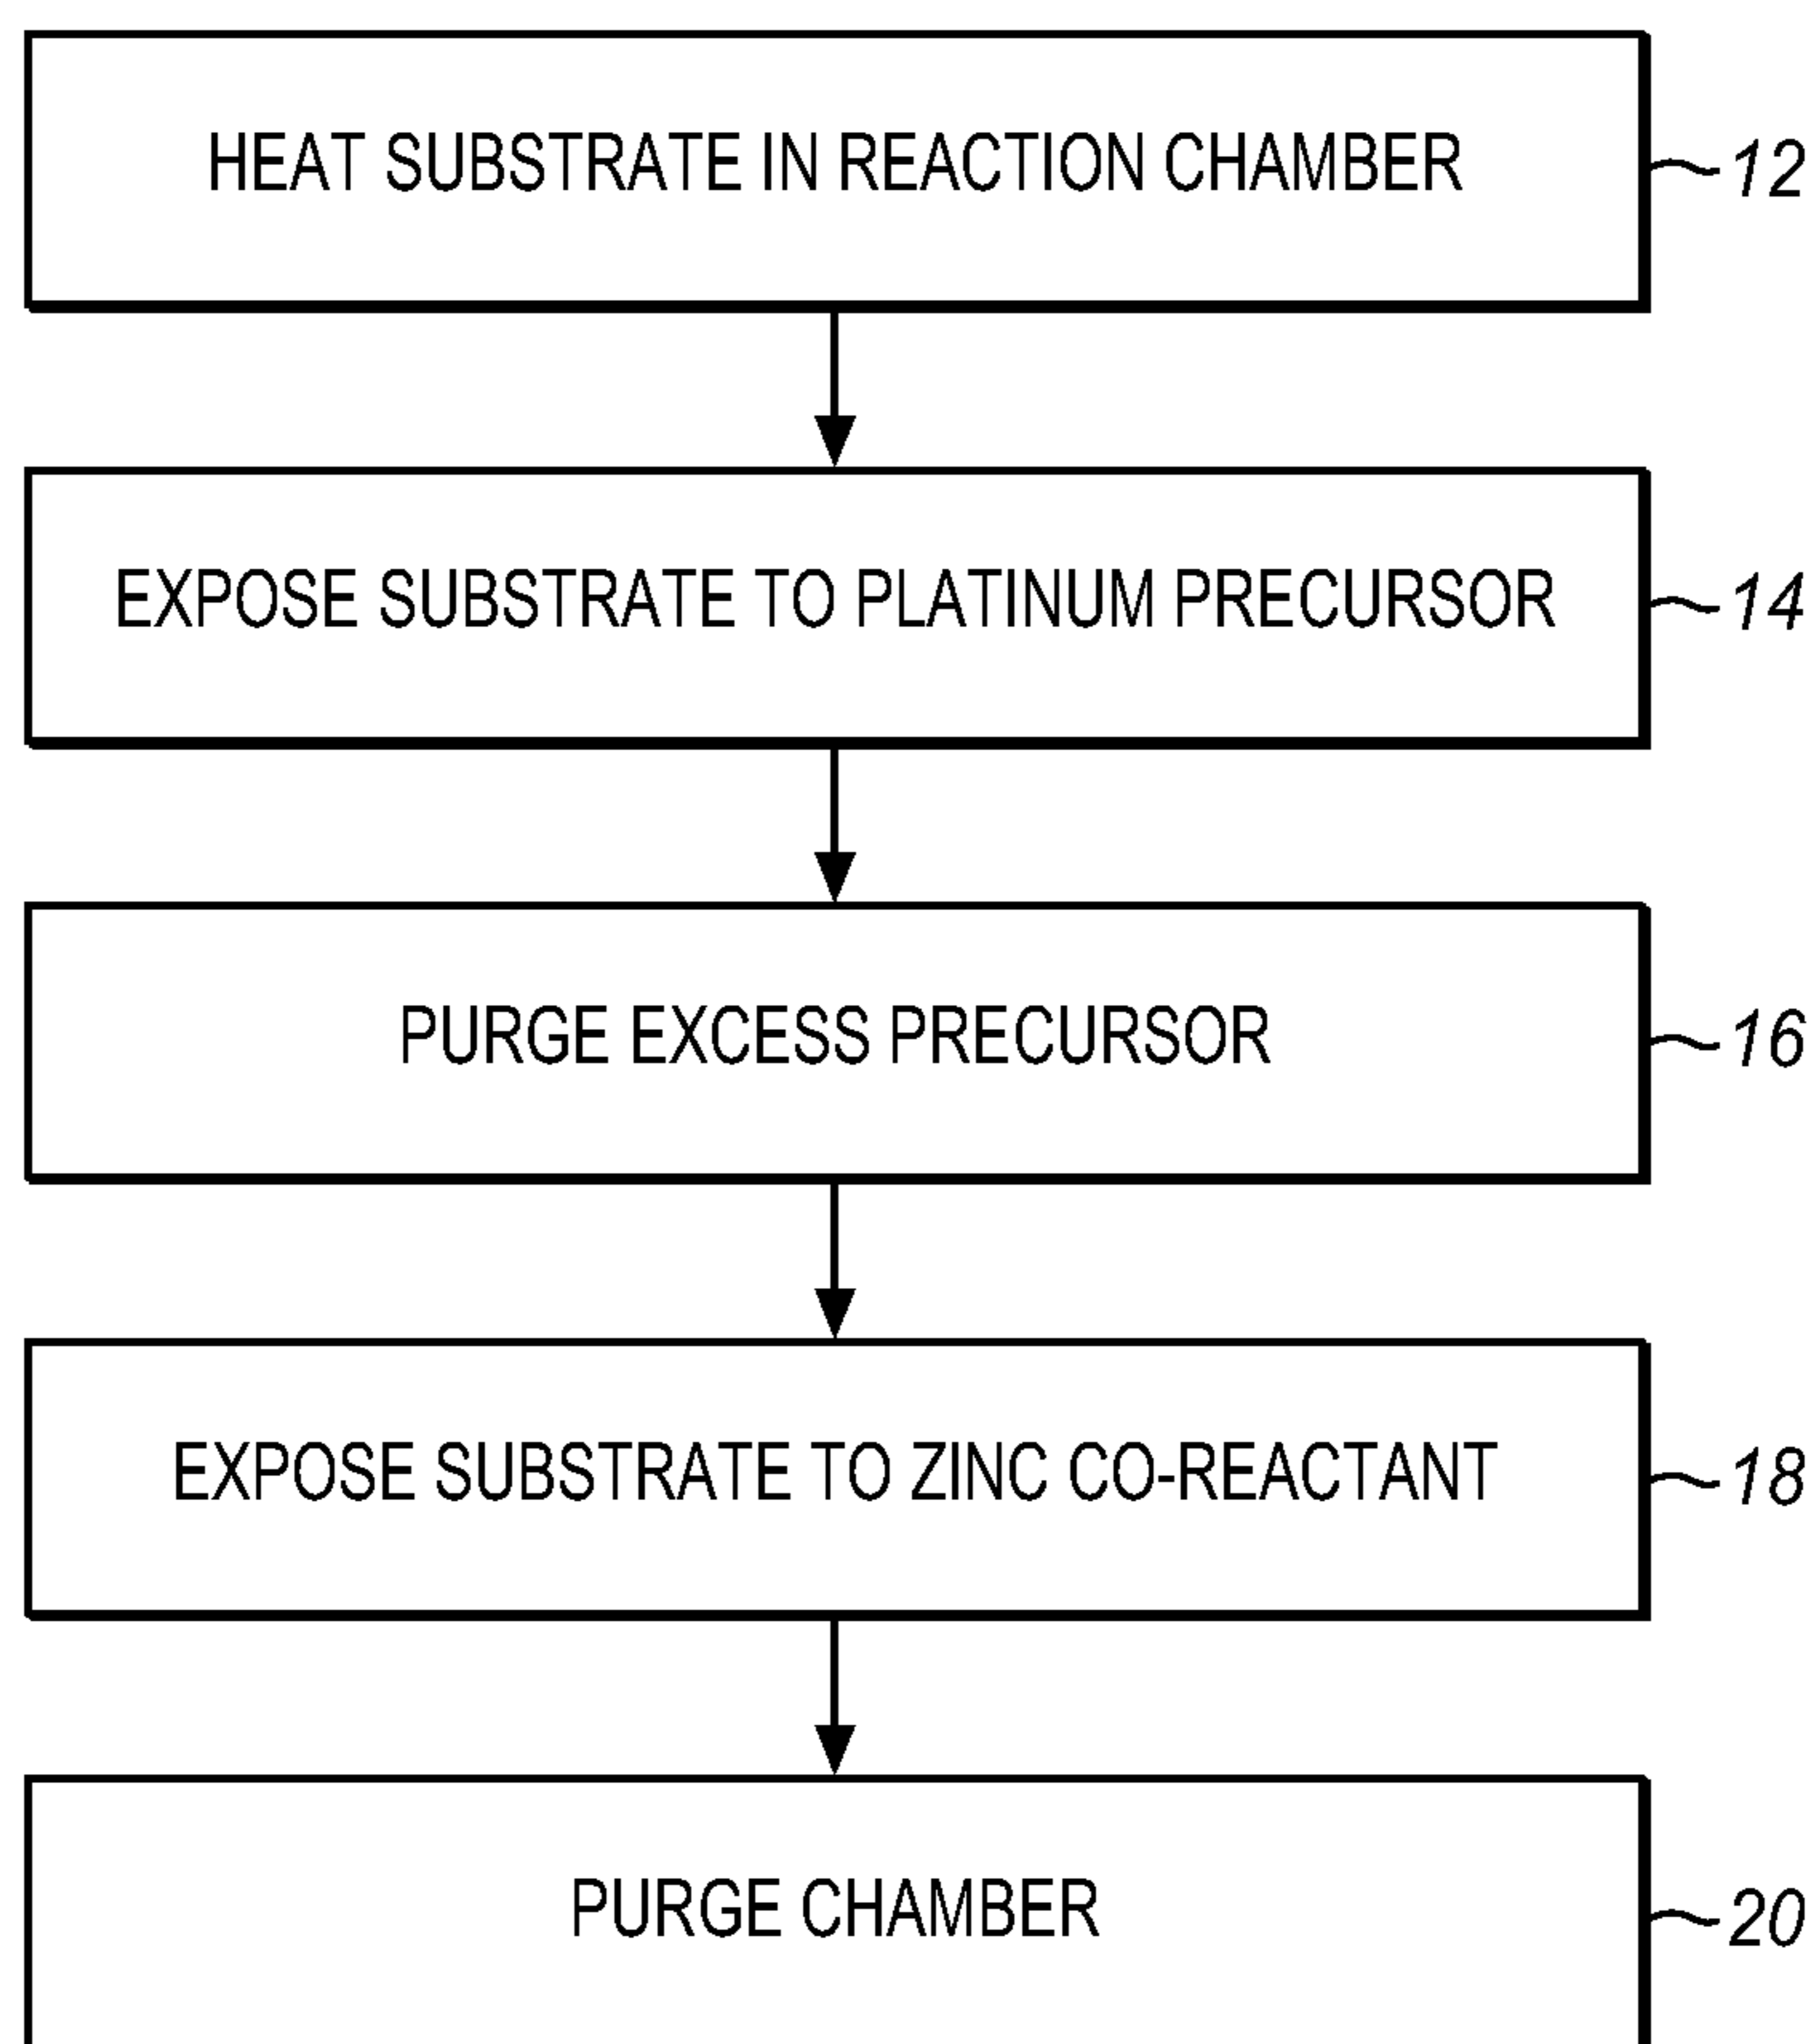 HEAT SUBSTRATE IN REACTION CHAMBER
12
EXPOSE SUBSTRATE TO PLATINUM PRECURSOR
14
PURGE EXCESS PRECURSOR
16
EXPOSE SUBSTRATE TO ZINC CO-REACTANT
18
PURGE CHAMBER
20